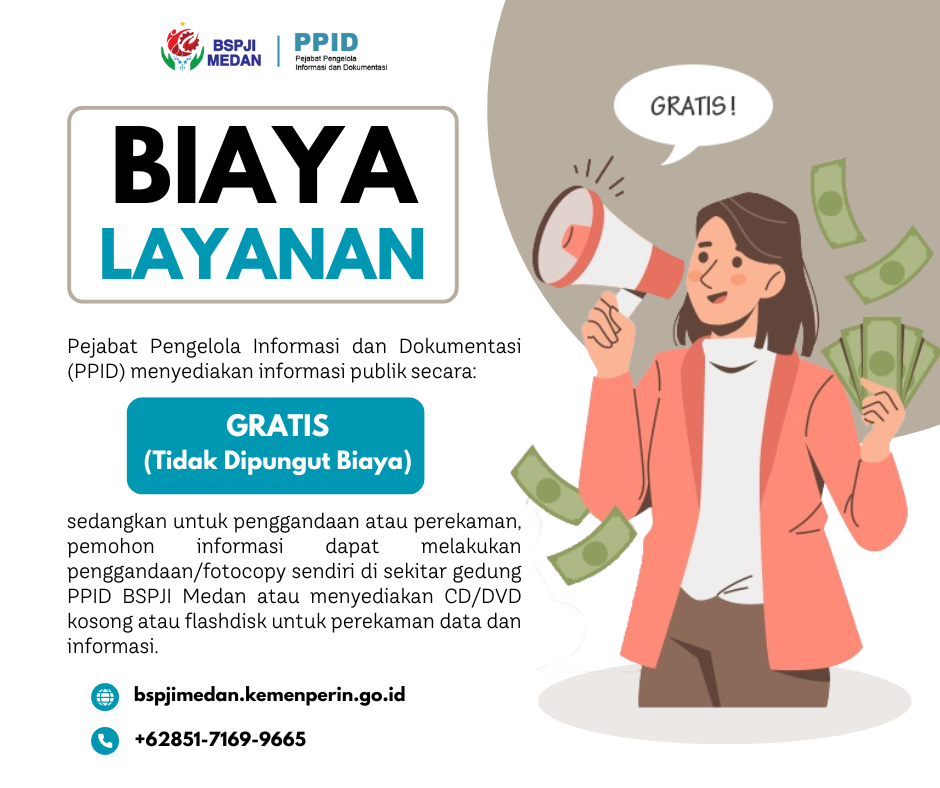 BSPJI
MEDAN
PPID
Pejabat Pengelola
Informasi dan Dokumentasi
GRATIS!
BIAYA
LAYANAN
Pejabat Pengelola Informasi dan Dokumentasi
(PPID) menyediakan informasi publik secara:
GRATIS
(Tidak Dipungut Biaya)
sedangkan untuk penggandaan atau perekaman,
pemohon informasi dapat melakukan
penggandaan/fotocopy sendiri di sekitar gedung
PPID BSPJI Medan atau menyediakan CD/DVD
kosong atau flashdisk untuk perekaman data dan
informasi.
bspjimedan.kemenperin.go.id
+62851-7169-9665